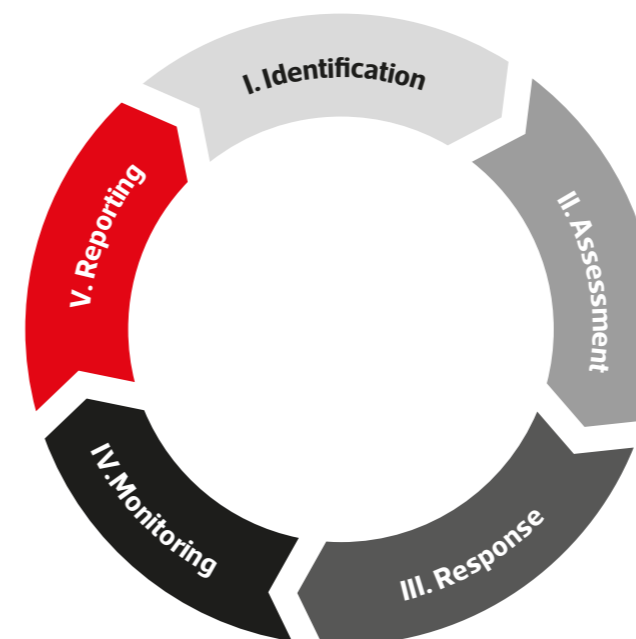 I. Identification
II. Assessment
III. Response
IV.Monitoring
V. Reporting